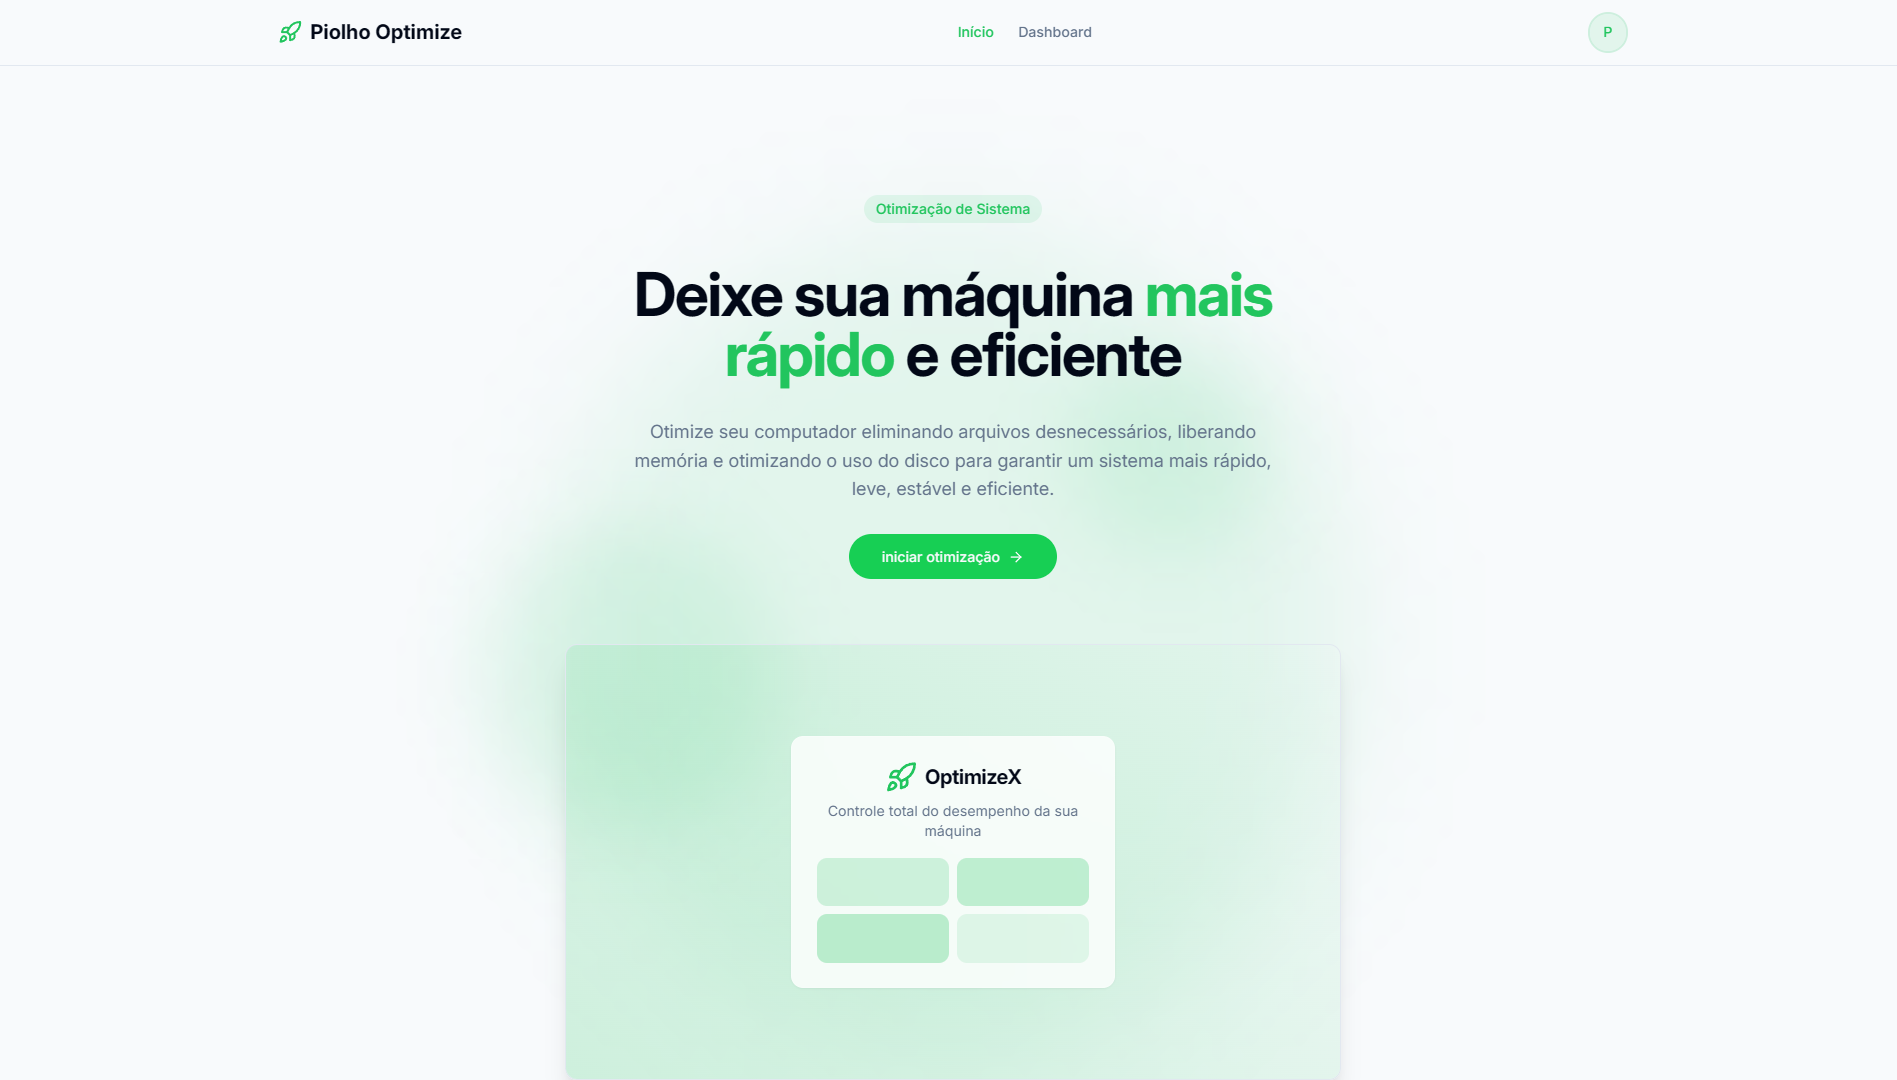 Piolho Optimize
Início
Dashboard
P
Otimização de Sistema
Deixe sua máquina mais
rápido e eficiente
Otimize seu computador eliminando arquivos desnecessários, liberando
memória e otimizando o uso do disco para garantir um sistema mais rápido,
leve, estável e eficiente.
iniciar otimização
OptimizeX
Controle total do desempenho da sua
máquina